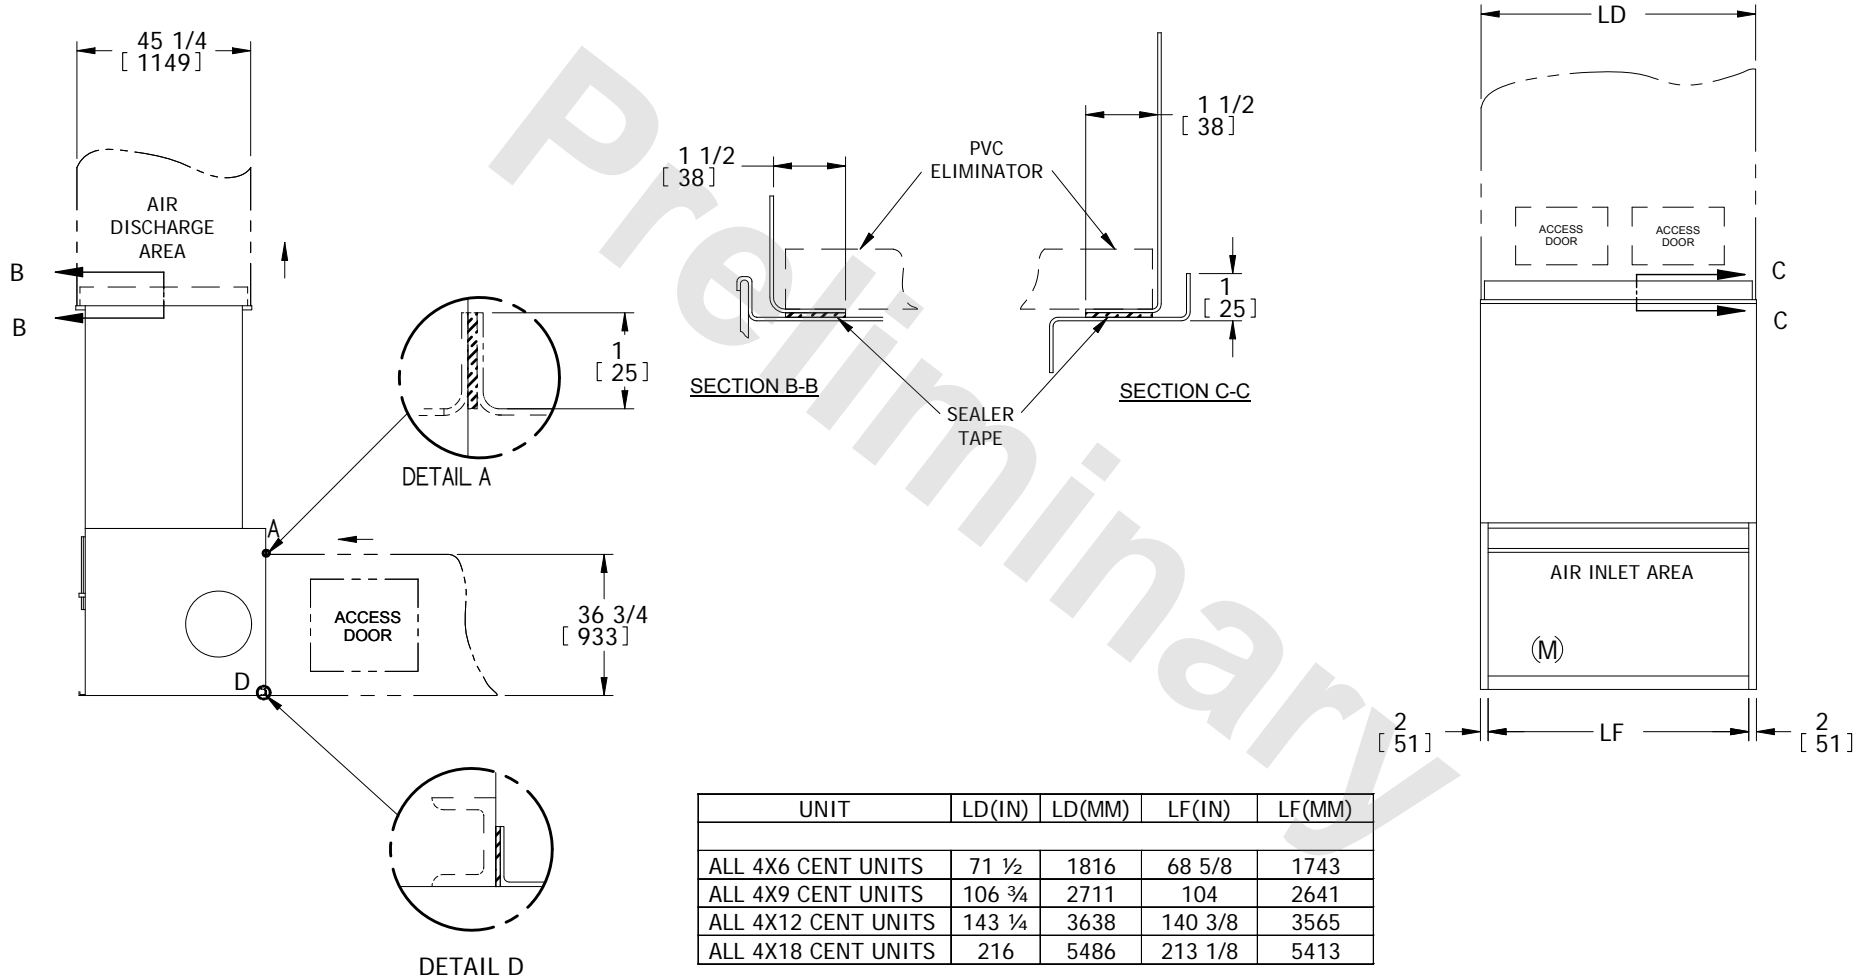 45 1/4
[ 1149]
AIR
DISCHARGE
AREA
B
B
1
[ 25]
DETAIL A
A
ACCESS
DOOR
36 3/4
[ 933]
D
DETAIL D
1 1/2
[ 38]
PVC
ELIMINATOR
1 1/2
[ 38]
1
[ 25]
SECTION B-B
SECTION C-C
SEALER
TAPE
Preliminary
LD
ACCESS
DOOR
ACCESS
DOOR
C
C
AIR INLET AREA
(M)
2
[ 51]
LF
2
[ 51]
UNIT LD(IN) LD(MM) LF(IN) LF(MM)
ALL 4X6 CENT UNITS 71 ½ 1816 68 5/8 1743
ALL 4X9 CENT UNITS 106 ¾ 2711 104 2641
ALL 4X12 CENT UNITS 143 ¼ 3638 140 3/8 3565
ALL 4X18 CENT UNITS 216 5486 213 1/8 5413